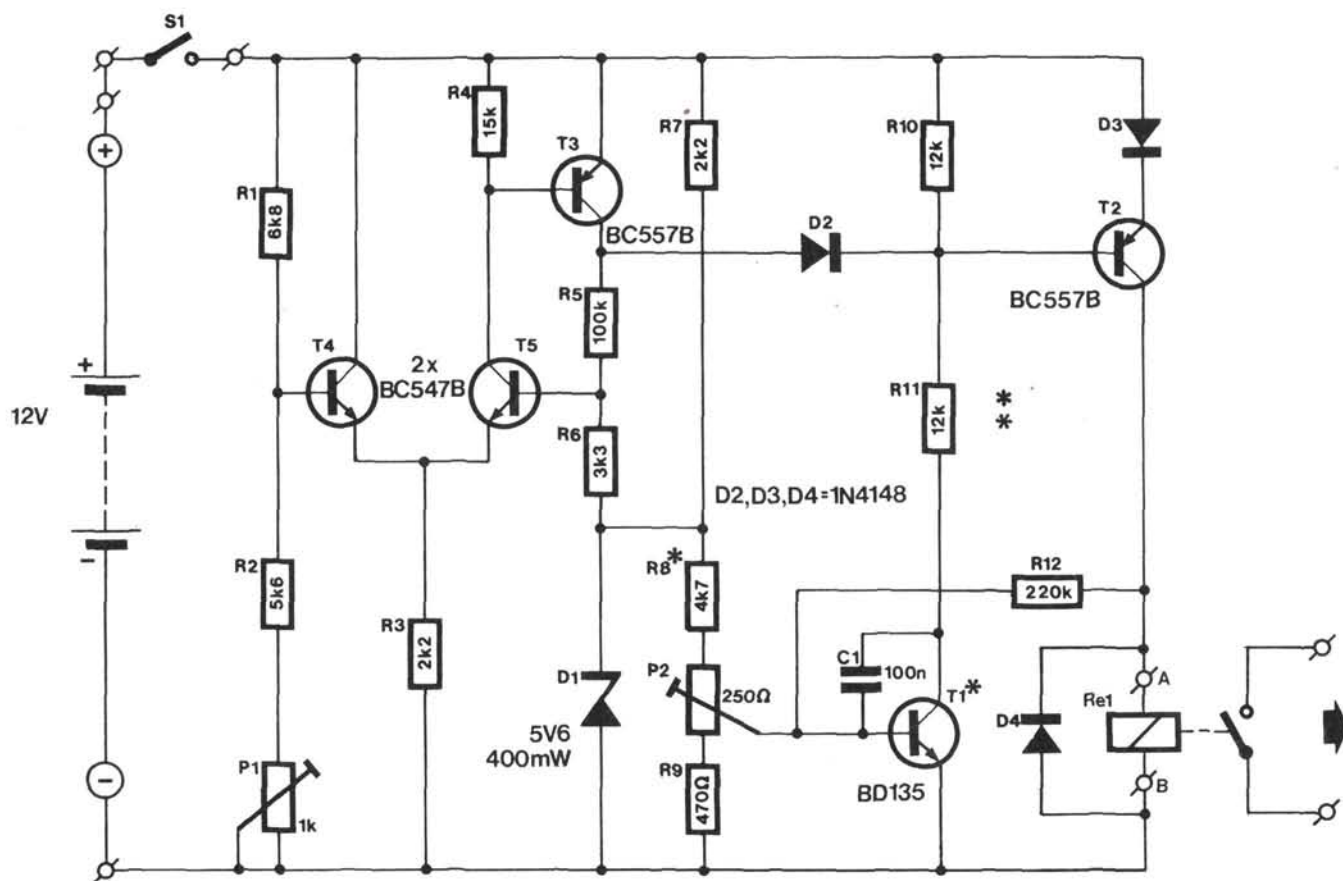 S1
R4
15k
T3
BC557B
R7
2k2
R10
12k
D3
+
R1
6k8
D2
T2
BC557B
R5
100k
T4
2x
BC547B
T5
R11
12k
*
*
+
12V
-
R6
3k3
D2,D3,D4=1N4148
R2
5k6
R8*
4k7
R12
220k
R3
2k2
D1
5V6
400mW
P2
250Ω
C1
100n
T1*
BD135
D4
A
Re1
B
-
P1
1k
R9
470Ω